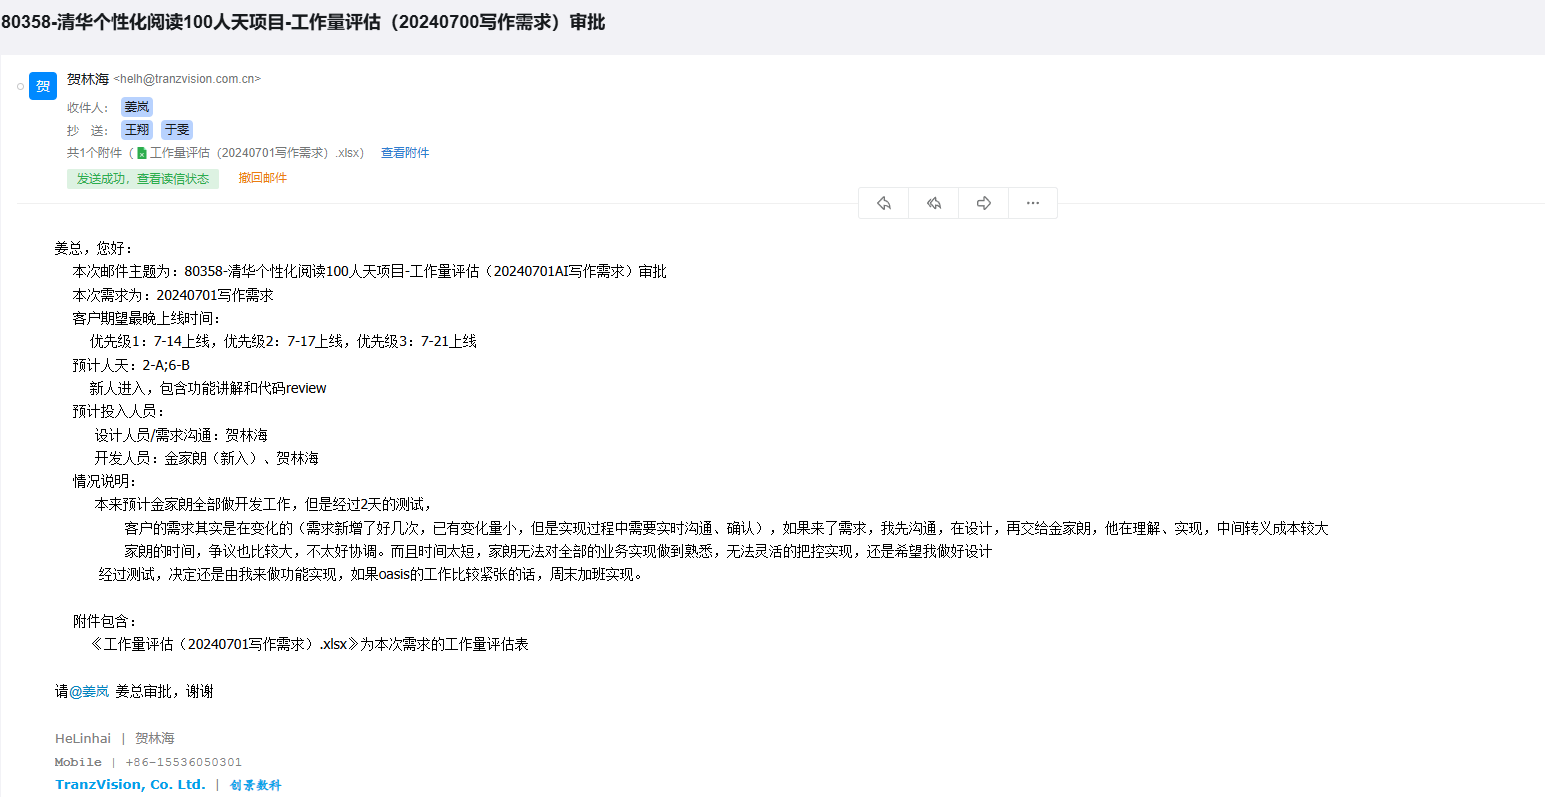 80358-清华个性化阅读100人天项目-工作量评估（20240700写作需求）审批
贺
贺林海 <helh@tranzvision.com.cn>
收件人： 姜岚
抄 送： 王翔 于雯
共1个附件（工作量评估（20240701写作需求）.xlsx） 查看附件
发送成功，查看读信状态 撤回邮件
姜总，您好：
本次邮件主题为：80358-清华个性化阅读100人天项目-工作量评估（20240701AI写作需求）审批
本次需求为：20240701写作需求
客户期望最晚上线时间：
优先级1：7-14上线，优先级2：7-17上线，优先级3：7-21上线
预计人天：2-A;6-B
新人进入，包含功能讲解和代码review
预计投入人员：
设计人员/需求沟通：贺林海
开发人员：金家朗（新入）、贺林海
情况说明：
本来预计金家朗全部做开发工作，但是经过2天的测试，
客户的需求其实是在变化的（需求新增了好几次，已有变化量小，但是实现过程中需要实时沟通、确认），如果来了需求，我先沟通，在设计，再交给金家朗，他在理解、实现，中间转义成本较大
家朗的时间，争议也比较大，不太好协调。而且时间太短，家朗无法对全部的业务实现做到熟悉，无法灵活的把控实现，还是希望我做好设计
经过测试，决定还是由我来做功能实现，如果oasis的工作比较紧张的话，周末加班实现。
附件包含：
《工作量评估（20240701写作需求）.xlsx》为本次需求的工作量评估表
请@姜岚 姜总审批，谢谢
HeLinhai | 贺林海
Mobile | +86-15536050301
TranzVision, Co. Ltd. | 创景数科